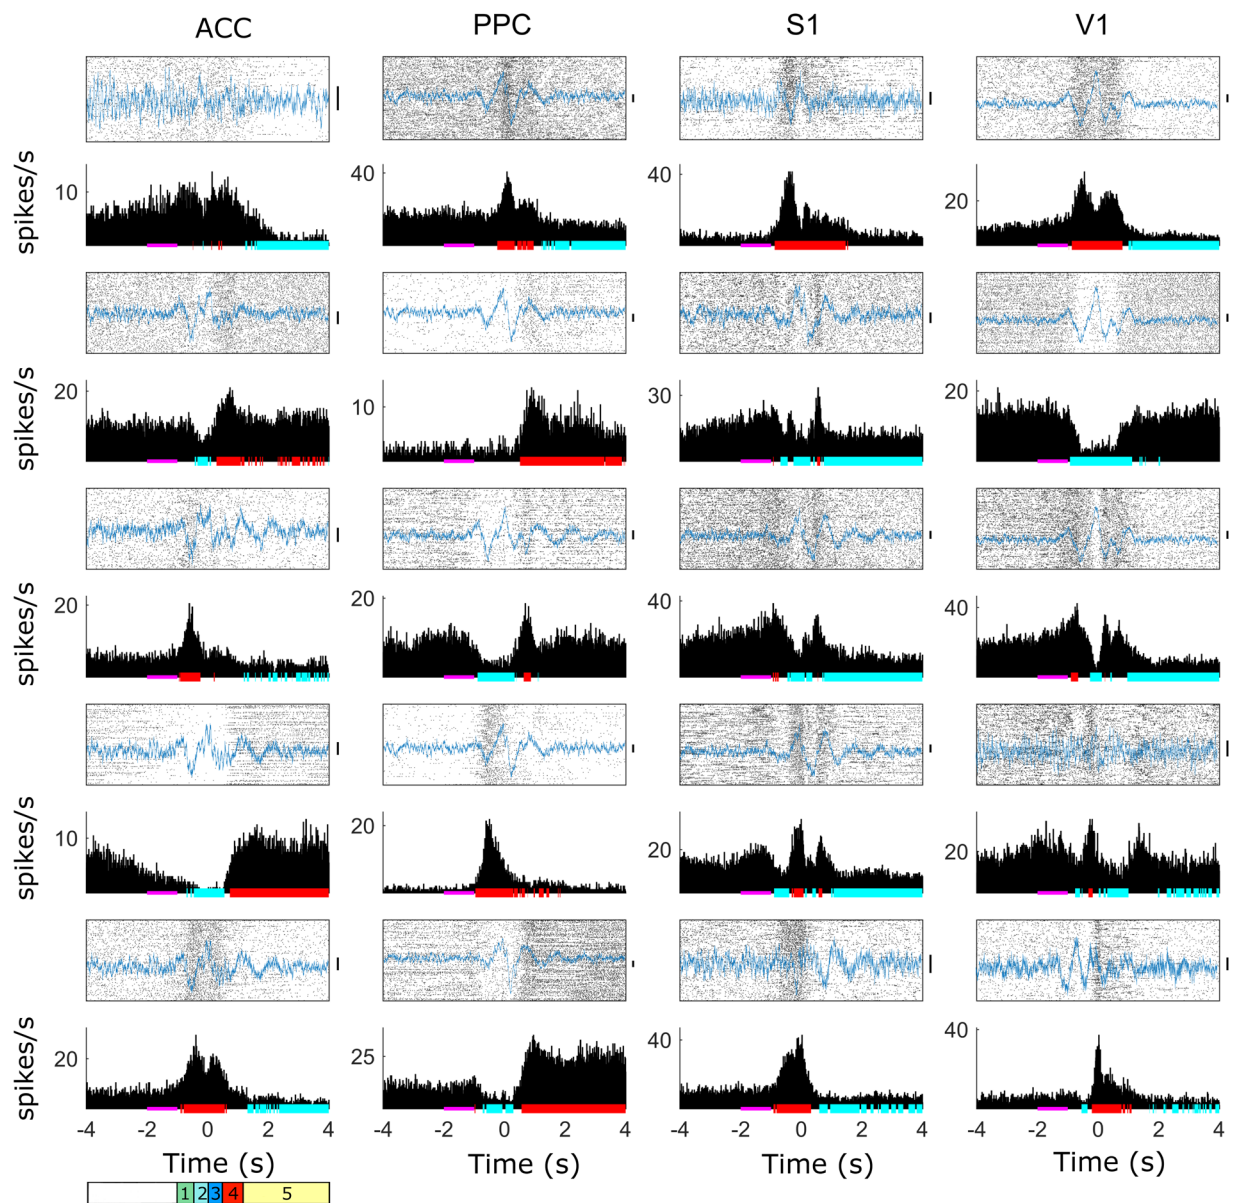 ACC PPC S1 V1
spikes/s 10 40 40 20
spikes/s 20 10 30 20
spikes/s 20 20 40 40
spikes/s 10 20 20 20
spikes/s 20 25 40 40
-4 -2 0 2 4 -4 -2 0 2 4 -4 -2 0 2 4 -4 -2 0 2 4
Time (s) Time (s) Time (s) Time (s)
1 2 3 4 5